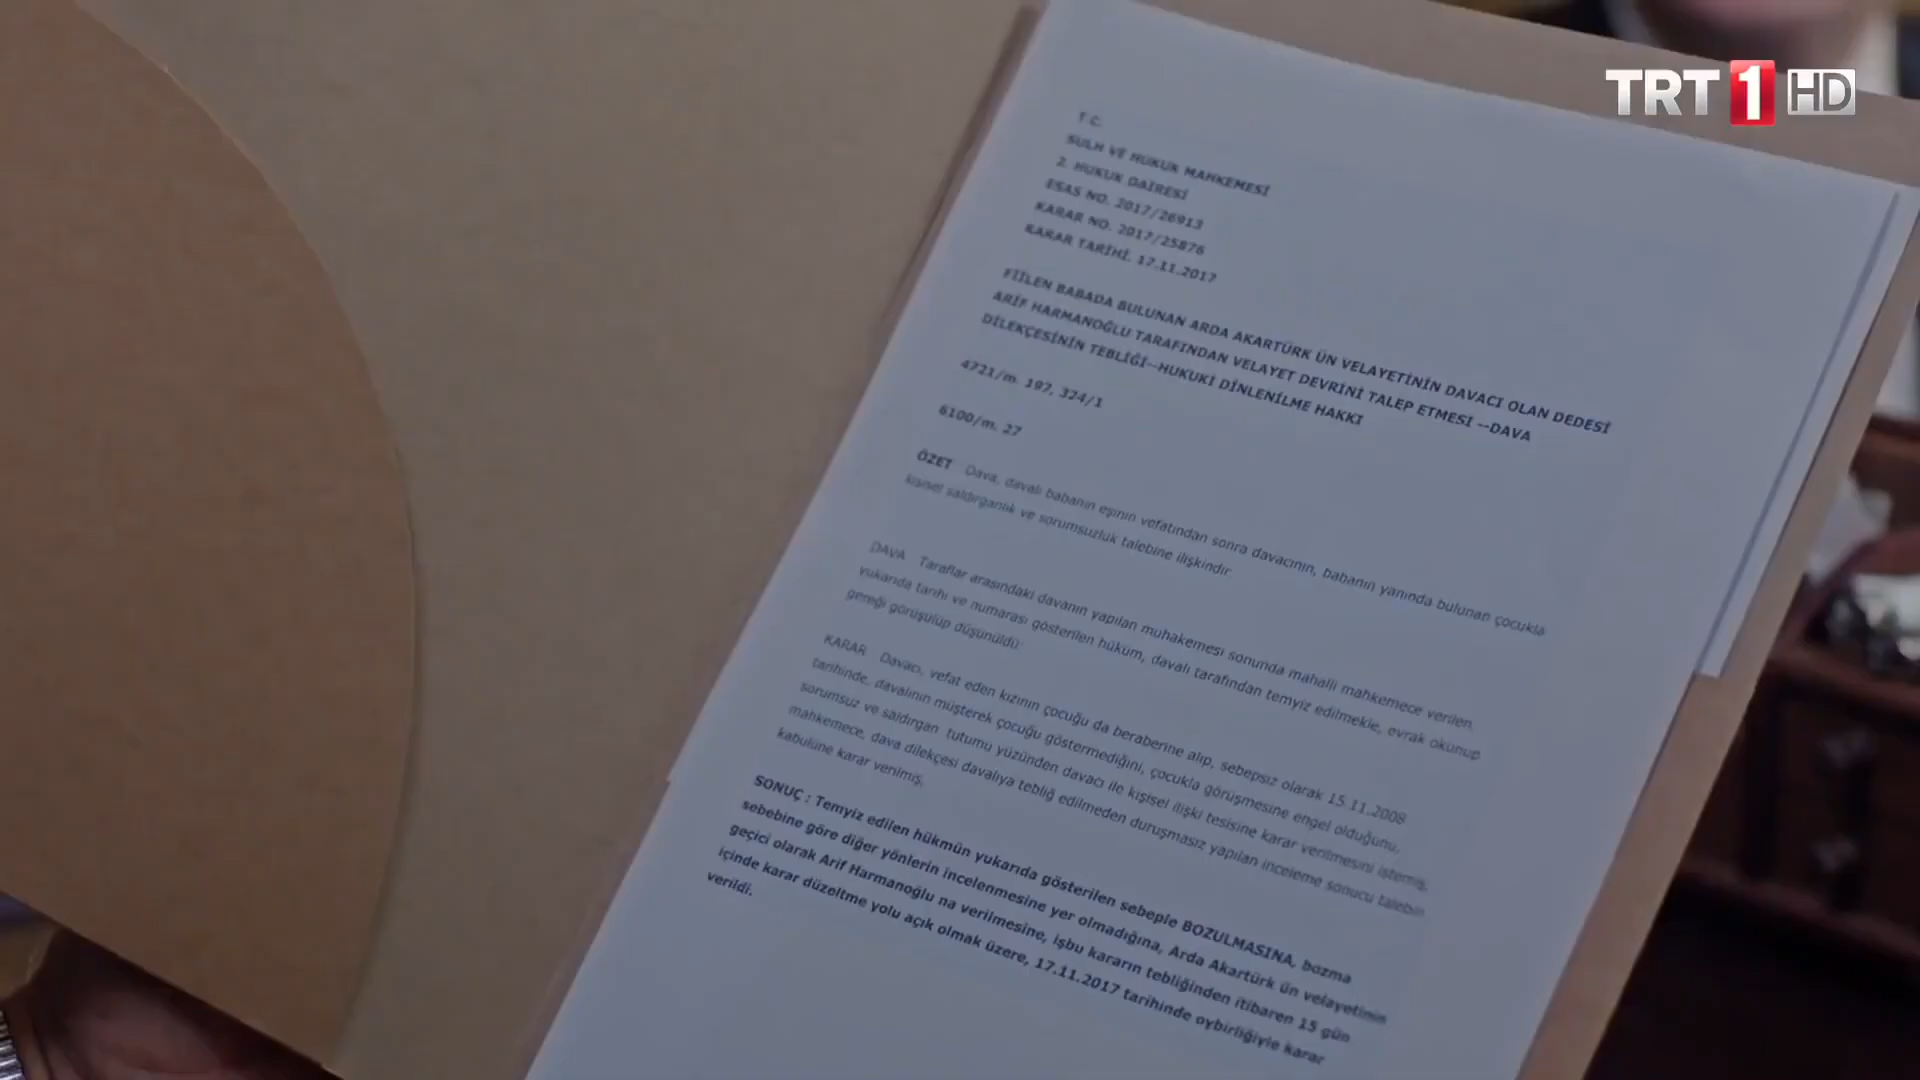 TRT 1 HD
T.C.
SULH VE HUKUK MAHKEMESİ
2. HUKUK DAİRESİ
ESAS NO. 2017/26913
KARAR NO. 2017/25876
KARAR TARİHİ. 17.11.2017
FİİLEN BABADA BULUNAN ARDA AKARTÜRK ÜN VELAYETİNİN DAVACI OLAN DEDESİ
ARİF HARMANOĞLU TARAFINDAN VELAYET DEVRİNİ TALEP ETMESI --DAVA
DİLEKÇESİNİN TEBLİĞİ--HUKUKİ DİNLENİLME HAKKI
4721/m. 197, 324/1
6100/m. 27
ÖZET Dava, davalı babanın eşinin vefatından sonra davacının, babanın yanında bulunan çocukla
kişisel saldırganlık ve sorumsuzluk talebine ilişkindir.
DAVA Taraflar arasındaki davanın yapılan muhakemesi sonunda mahalli mahkemece verilen,
yukarıda tarihi ve numarası gösterilen hüküm, davalı tarafından temyiz edilmekle, evrak okunup
gereği görüşülüp düşünüldü
KARAR Davacı, vefat eden kızının çocuğu da beraberine alıp, sebepsiz olarak 15.11.2008
tarihinde, davalının müşterek çocuğu göstermediğini, çocukla görüşmesine engel olduğunu,
sorumsuz ve saldırgan tutumu yüzünden davacı ile kişisel ilişki tesisine karar verilmesini istemiş,
mahkemece, dava dilekçesi davalıya tebliğ edilmeden duruşmasız yapılan inceleme sonucu talebin
kabulüne karar verilmiş,
SONUÇ : Temyiz edilen hükmün yukarıda gösterilen sebeple BOZULMASINA, bozma
sebebine göre diğer yönlerin incelenmesine yer olmadığına, Arda Akartürk ün velayetinin
geçici olarak Arif Harmanoğlu na verilmesine, işbu kararın tebliğinden itibaren 15 gün
içinde karar düzeltme yolu açık olmak üzere, 17.11.2017 tarihinde oybirliğiyle karar
verildi.